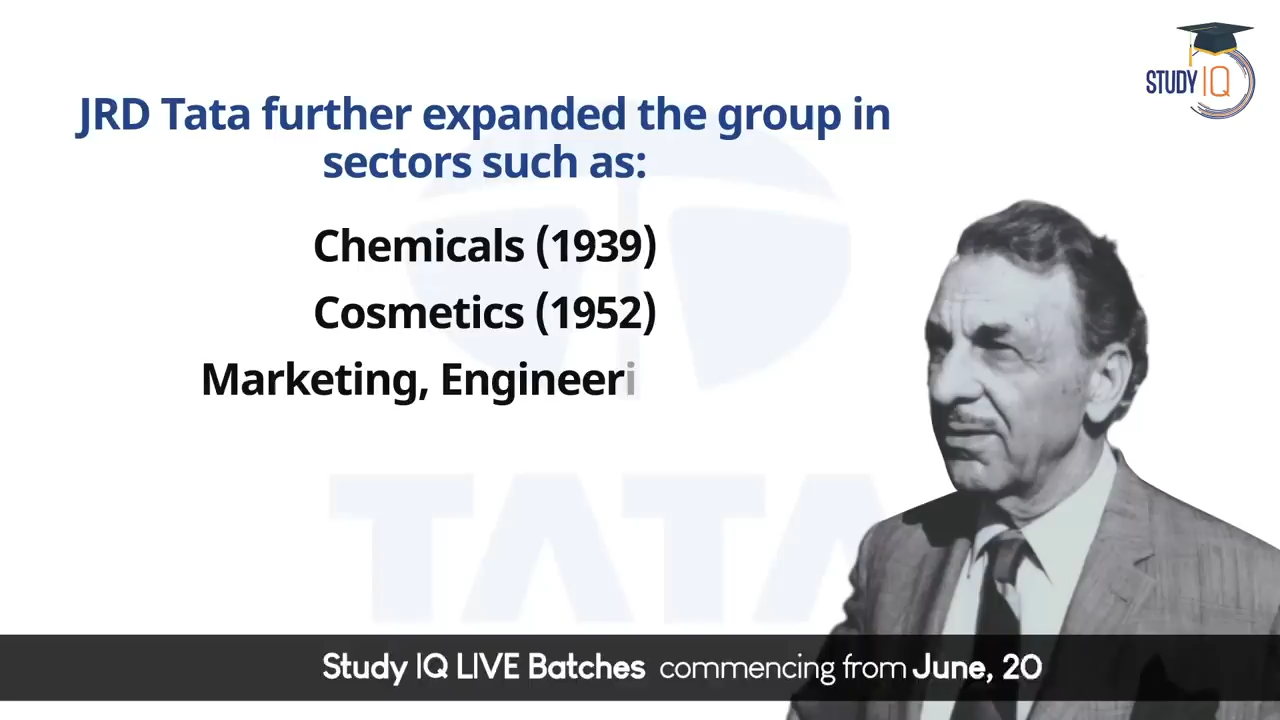 STUDY IQ
JRD Tata further expanded the group in
sectors such as:
Chemicals (1939)
Cosmetics (1952)
Marketing, Engineeri
TATA
Study IQ LIVE Batches commencing from June, 20